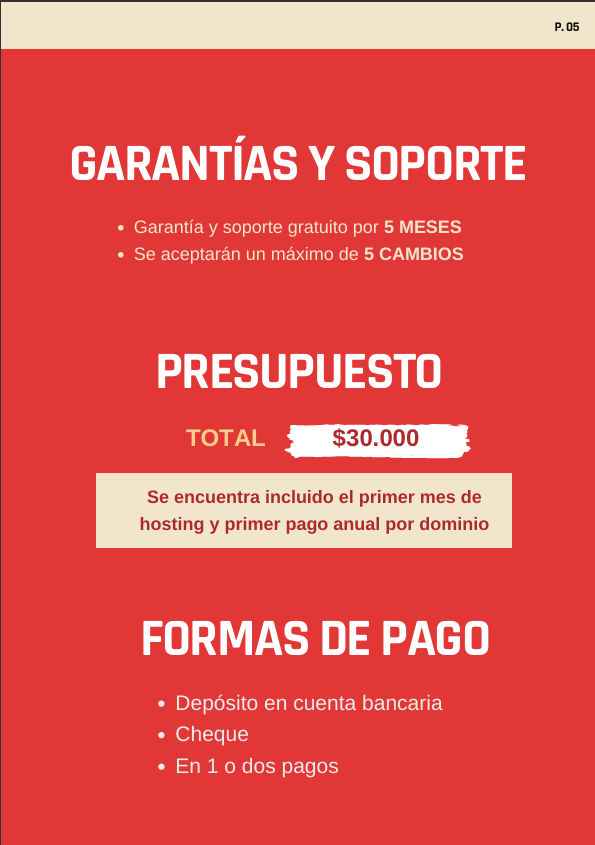 P. 05
GARANTÍAS Y SOPORTE
• Garantía y soporte gratuito por 5 MESES
• Se aceptarán un máximo de 5 CAMBIOS
PRESUPUESTO
TOTAL $30.000
Se encuentra incluido el primer mes de
hosting y primer pago anual por dominio
FORMAS DE PAGO
• Depósito en cuenta bancaria
• Cheque
• En 1 o dos pagos